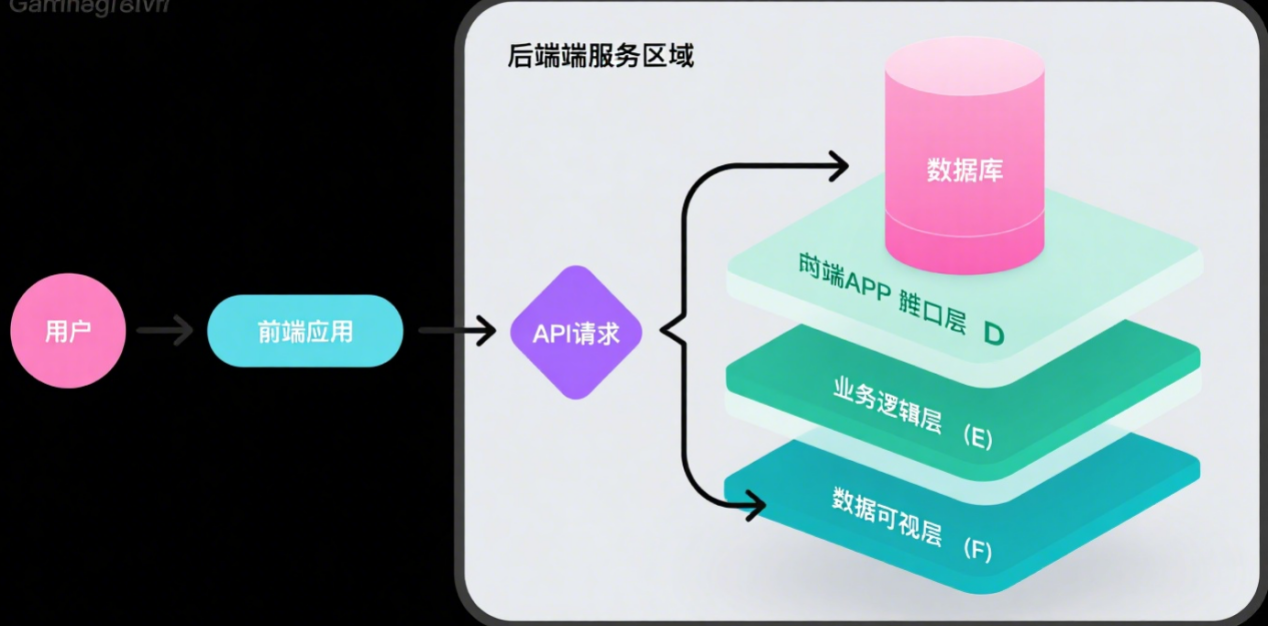 后端端服务区域
数据库
用户
前端应用
API请求
前端APP 口层 D
业务逻辑层 (E)
数据可视层 (F)